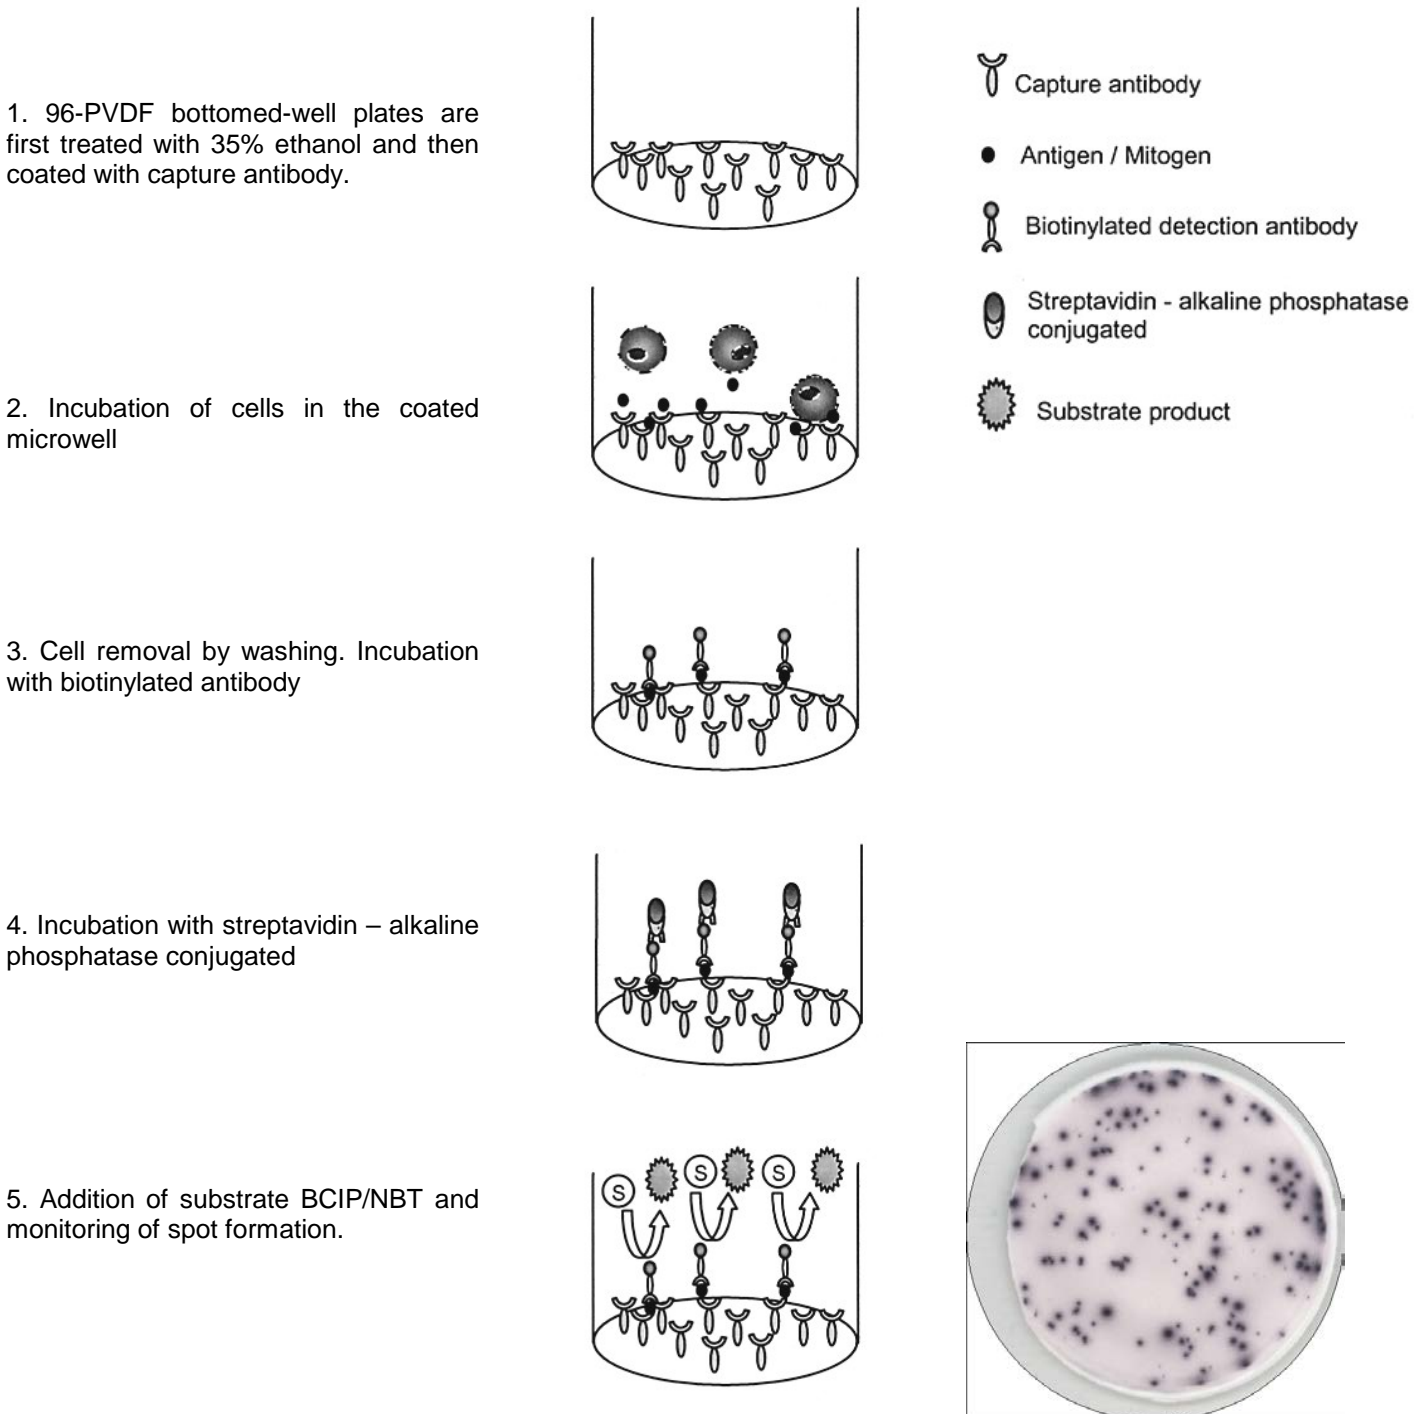 1. 96-PVDF bottomed-well plates are
first treated with 35% ethanol and then
coated with capture antibody.
Capture antibody
Antigen / Mitogen
Biotinylated detection antibody
Streptavidin - alkaline phosphatase
conjugated
Substrate product
2. Incubation of cells in the coated
microwell
3. Cell removal by washing. Incubation
with biotinylated antibody
4. Incubation with streptavidin – alkaline
phosphatase conjugated
5. Addition of substrate BCIP/NBT and
monitoring of spot formation.
S S S